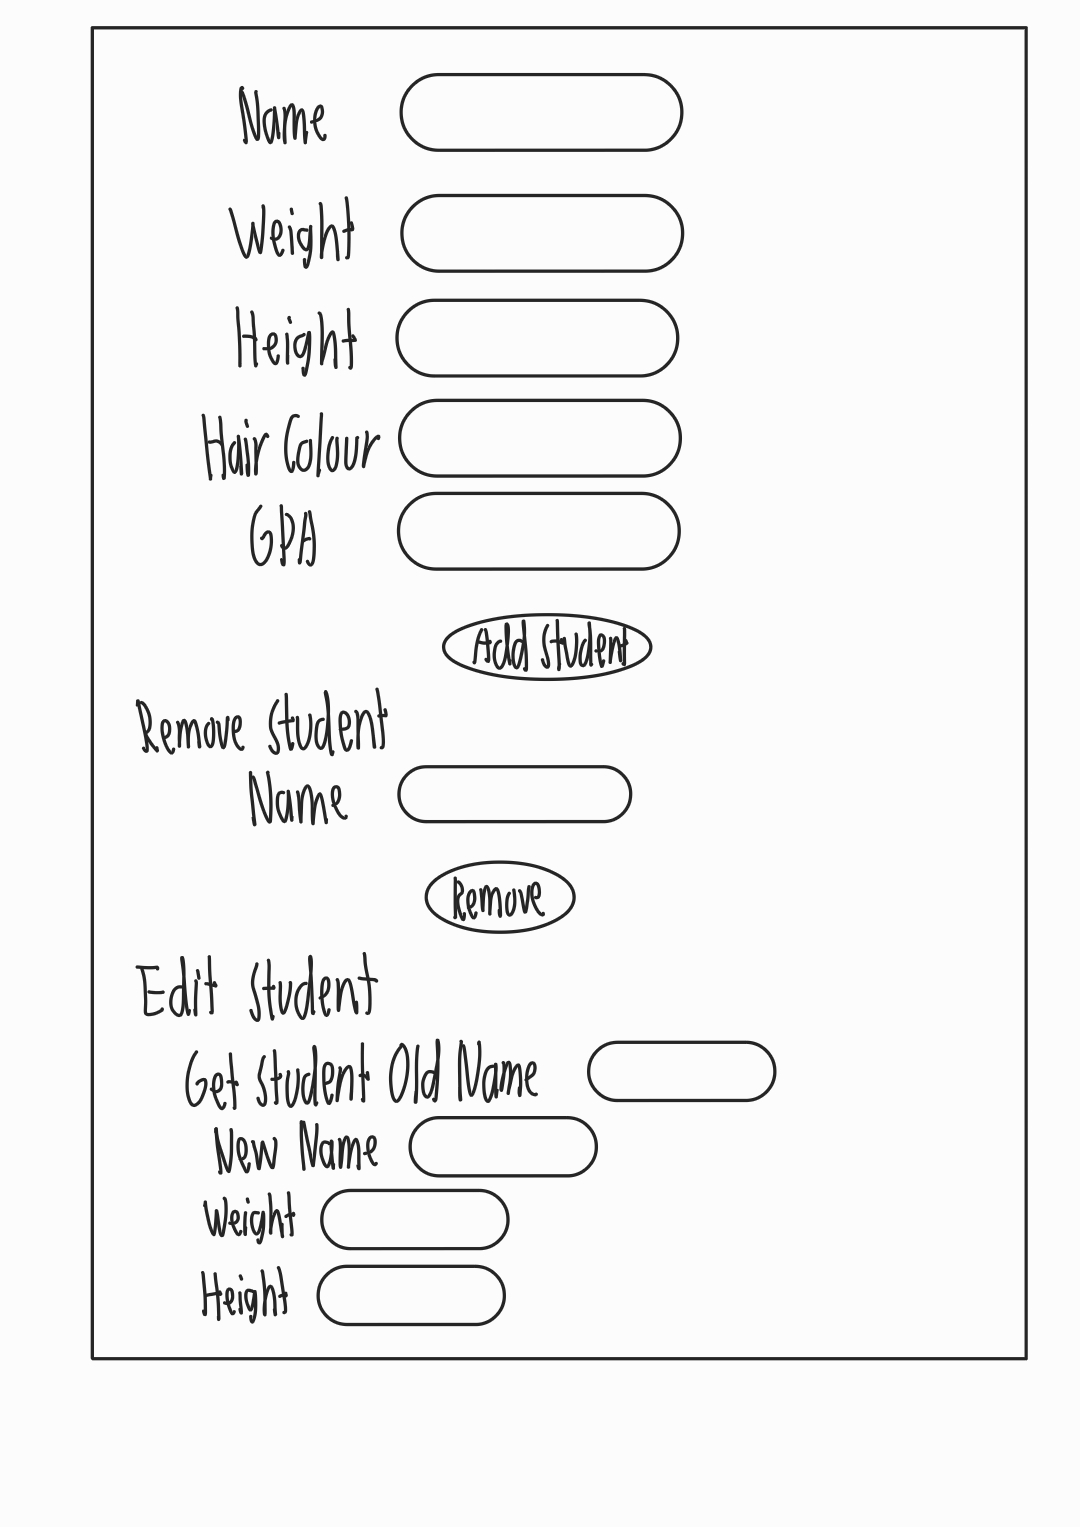 Name
Weight
Height
Hair Colour
GPA
Add Student
Remove Student
Name
Remove
Edit Student
Get Student Old Name
New Name
Weight
Height